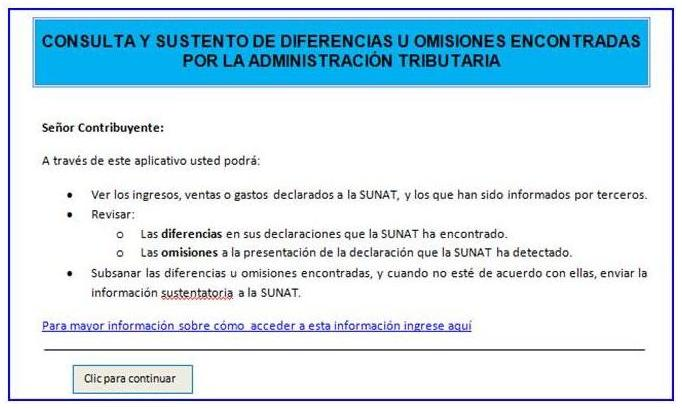 CONSULTA Y SUSTENTO DE DIFERENCIAS U OMISIONES ENCONTRADAS
POR LA ADMINISTRACIÓN TRIBUTARIA
Señor Contribuyente:
A través de este aplicativo usted podrá:
• Ver los ingresos, ventas o gastos declarados a la SUNAT, y los que han sido informados por terceros.
• Revisar:
o Las diferencias en sus declaraciones que la SUNAT ha encontrado.
o Las omisiones a la presentación de la declaración que la SUNAT ha detectado.
• Subsanar las diferencias u omisiones encontradas, y cuando no esté de acuerdo con ellas, enviar la
información sustentatoria a la SUNAT.
Para mayor información sobre cómo acceder a esta información ingrese aquí
Clic para continuar